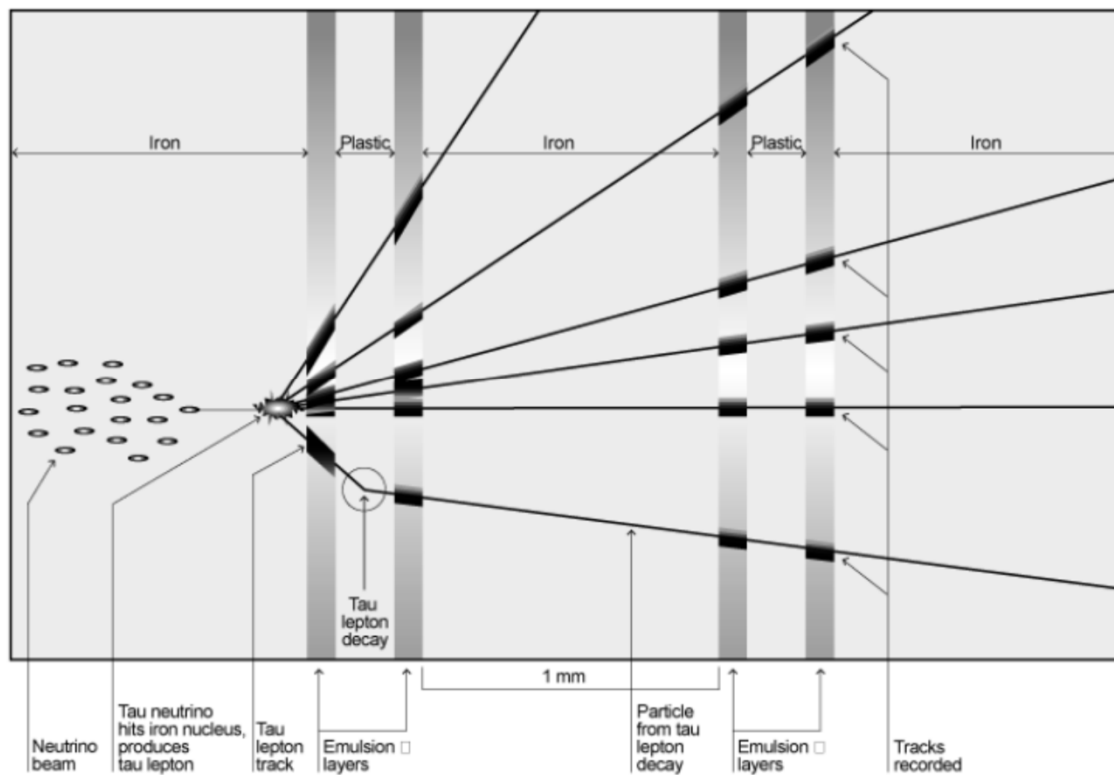 Iron
Plastic
Iron
Plastic
Iron
Tau
lepton
decay
1 mm
Neutrino
beam
Tau neutrino
hits iron nucleus,
produces
tau lepton
Tau
lepton
track
Emulsion □
layers
Particle
from tau
lepton
decay
Emulsion □
layers
Tracks
recorded